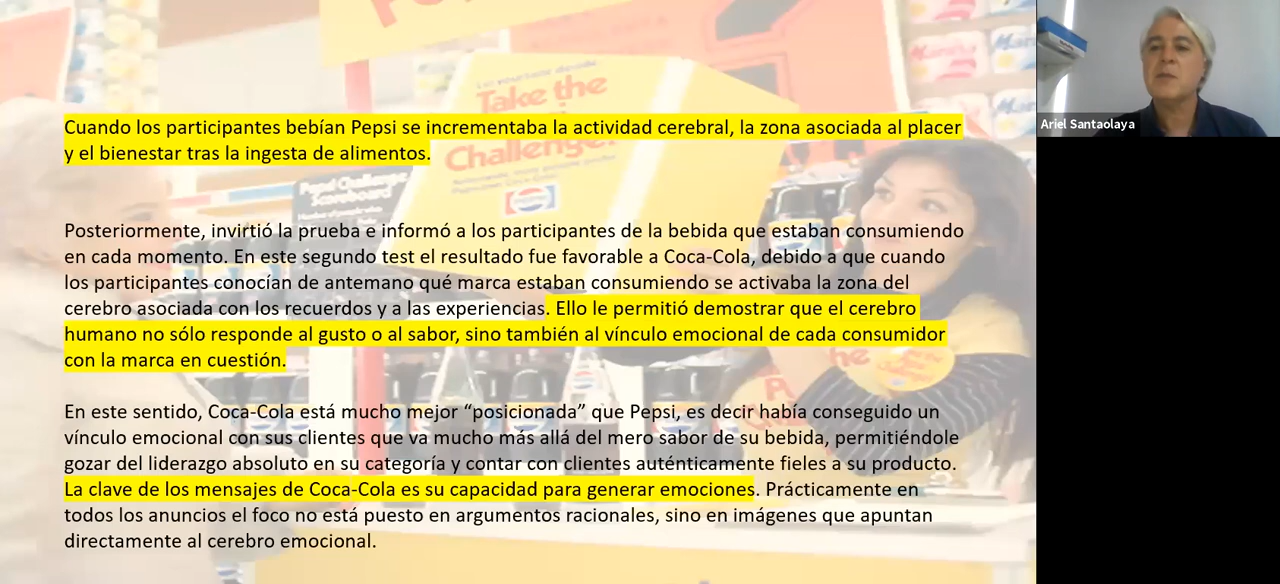 Let your taste decide.
Take the
Challenge.
Pepsi Challenge
Scoreboard
Cuando los participantes bebían Pepsi se incrementaba la actividad cerebral, la zona asociada al placer
y el bienestar tras la ingesta de alimentos.
Posteriormente, invirtió la prueba e informó a los participantes de la bebida que estaban consumiendo
en cada momento. En este segundo test el resultado fue favorable a Coca-Cola, debido a que cuando
los participantes conocían de antemano qué marca estaban consumiendo se activaba la zona del
cerebro asociada con los recuerdos y a las experiencias. Ello le permitió demostrar que el cerebro
humano no sólo responde al gusto o al sabor, sino también al vínculo emocional de cada consumidor
con la marca en cuestión.
En este sentido, Coca-Cola está mucho mejor “posicionada” que Pepsi, es decir había conseguido un
vínculo emocional con sus clientes que va mucho más allá del mero sabor de su bebida, permitiéndole
gozar del liderazgo absoluto en su categoría y contar con clientes auténticamente fieles a su producto.
La clave de los mensajes de Coca-Cola es su capacidad para generar emociones. Prácticamente en
todos los anuncios el foco no está puesto en argumentos racionales, sino en imágenes que apuntan
directamente al cerebro emocional.
Ariel Santaolaya